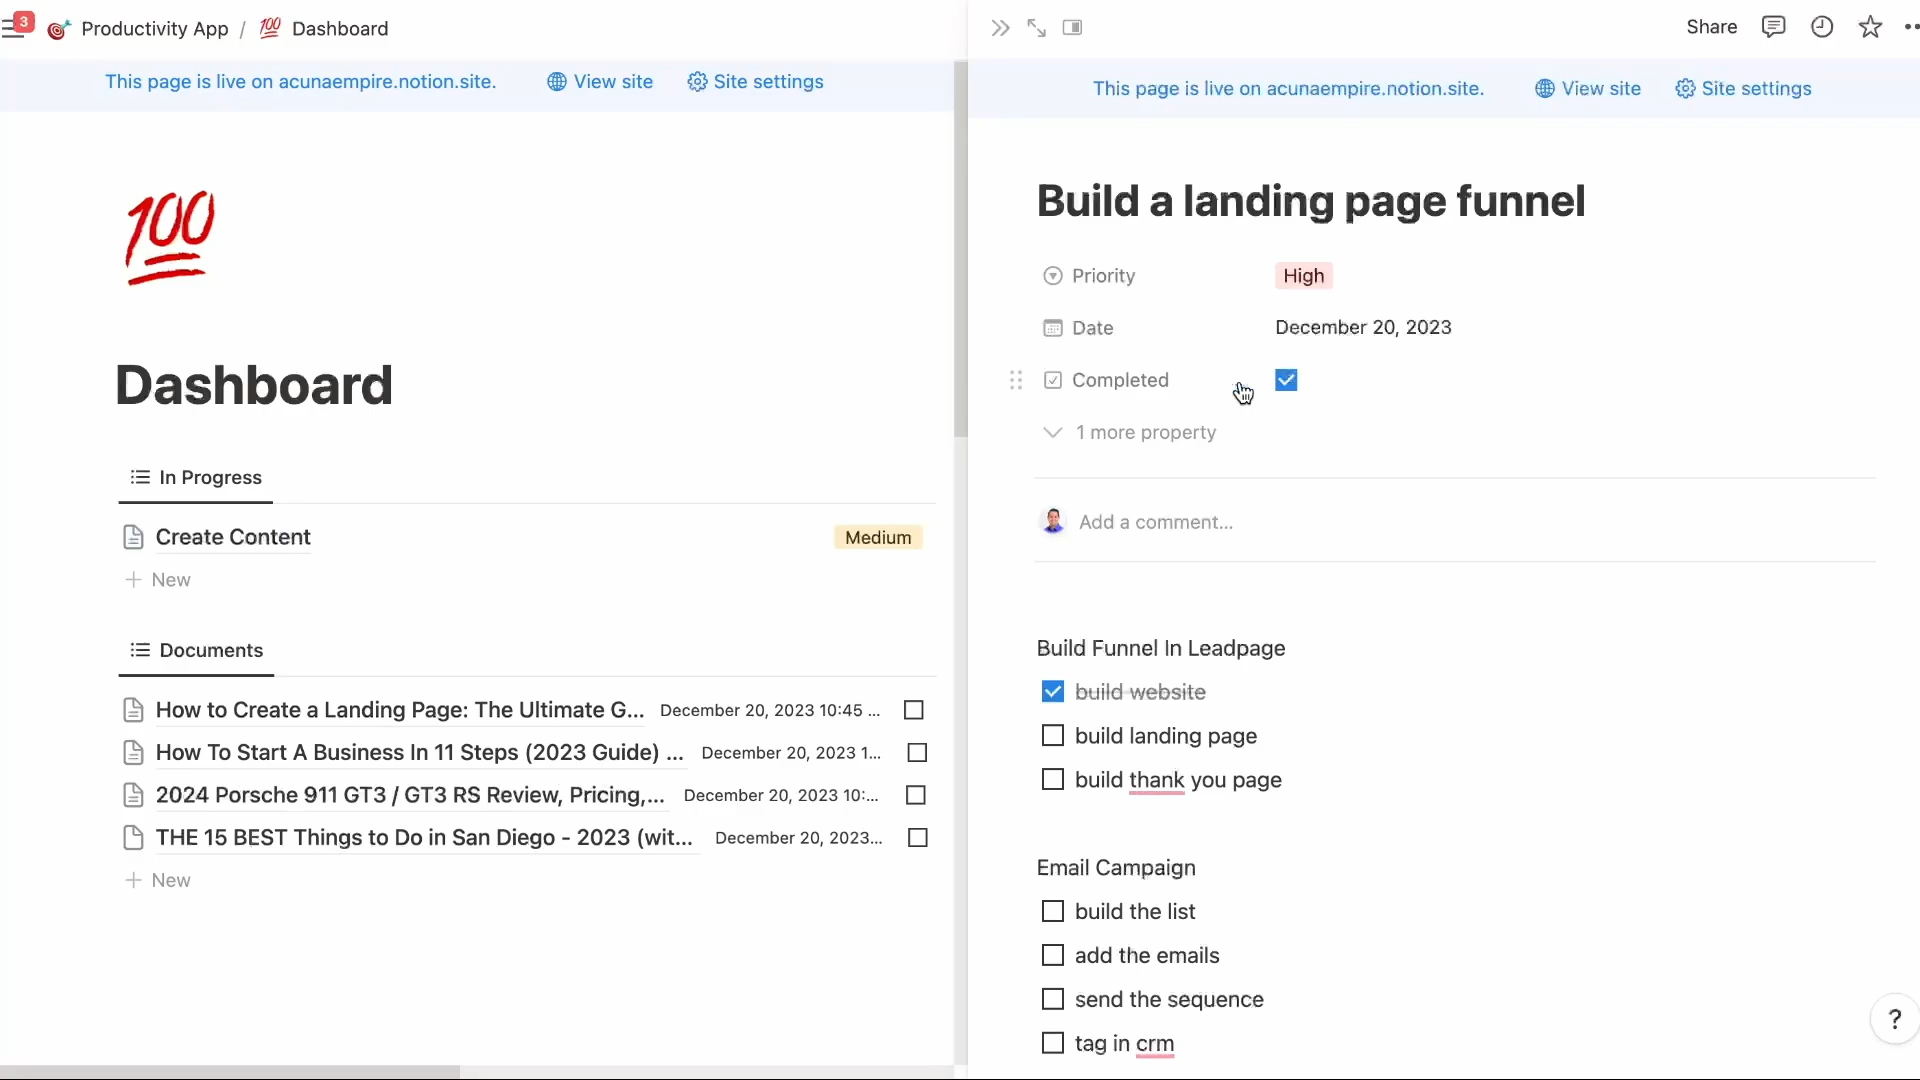 3
Productivity App / 💯 Dashboard
This page is live on acunaempire.notion.site. View site Site settings
100
Dashboard
In Progress
Create Content Medium
+ New
Documents
How to Create a Landing Page: The Ultimate G... December 20, 2023 10:45 ...
How To Start A Business In 11 Steps (2023 Guide) ... December 20, 2023 1...
2024 Porsche 911 GT3 / GT3 RS Review, Pricing,... December 20, 2023 10:...
THE 15 BEST Things to Do in San Diego - 2023 (wit... December 20, 2023...
+ New
Share
This page is live on acunaempire.notion.site. View site Site settings
Build a landing page funnel
Priority High
Date December 20, 2023
Completed
1 more property
Add a comment...
Build Funnel In Leadpage
build website
build landing page
build thank you page
Email Campaign
build the list
add the emails
send the sequence
tag in crm
?